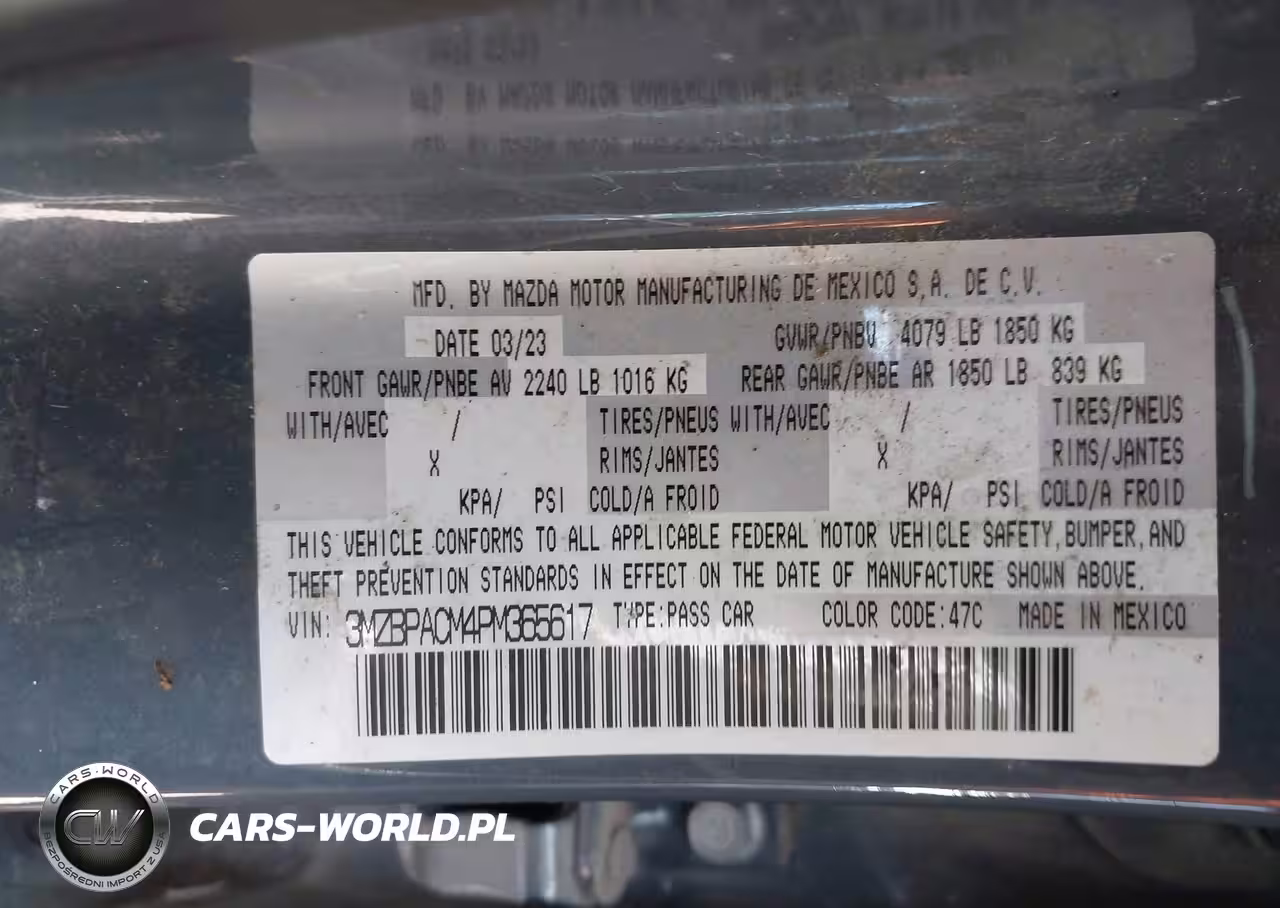 MFD. BY MAZDA MOTOR MANUFACTURING DE MEXICO S.A. DE C.V.
DATE 03/23 GVWR/PNBV 4079 LB 1850 KG
FRONT GAWR/PNBE AV 2240 LB 1016 KG REAR GAWR/PNBE AR 1850 LB 839 KG
WITH/AVEC / TIRES/PNEUS WITH/AVEC / TIRES/PNEUS
X RIMS/JANTES X RIMS/JANTES
KPA/ PSI COLD/A FROID KPA/ PSI COLD/A FROID
THIS VEHICLE CONFORMS TO ALL APPLICABLE FEDERAL MOTOR VEHICLE SAFETY, BUMPER, AND
THEFT PREVENTION STANDARDS IN EFFECT ON THE DATE OF MANUFACTURE SHOWN ABOVE.
VIN: 3MZBPACM4PM365617 TYPE:PASS CAR COLOR CODE:47C MADE IN MEXICO
CARS-WORLD
CW
BEZPOŚREDNI IMPORT Z USA
CARS-WORLD.PL